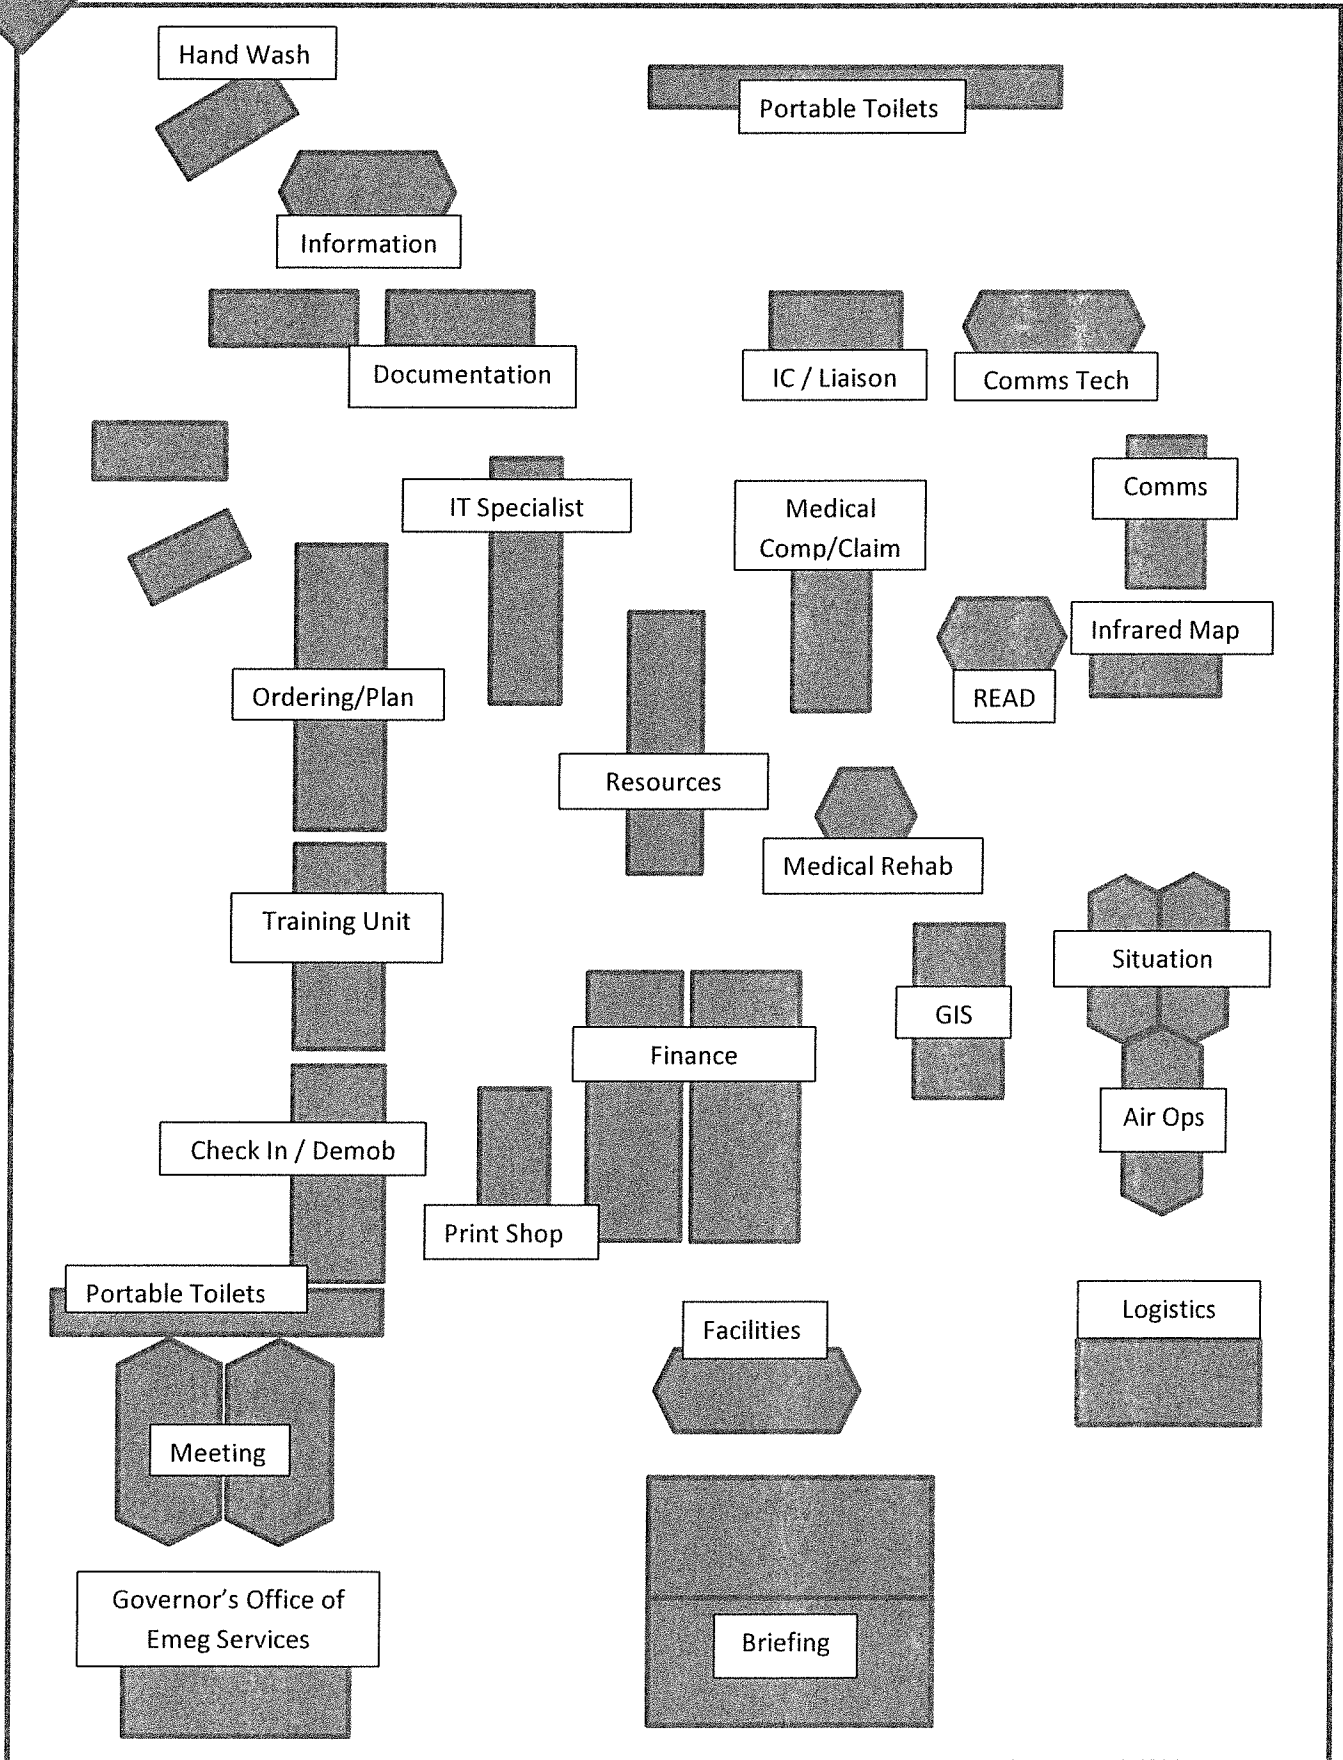 Hand Wash
Portable Toilets
Information
Documentation
IC / Liaison
Comms Tech
IT Specialist
Medical
Comp/Claim
Comms
Infrared Map
READ
Ordering/Plan
Resources
Medical Rehab
Training Unit
Situation
GIS
Finance
Air Ops
Check In / Demob
Print Shop
Portable Toilets
Facilities
Logistics
Meeting
Governor's Office of
Emeg Services
Briefing